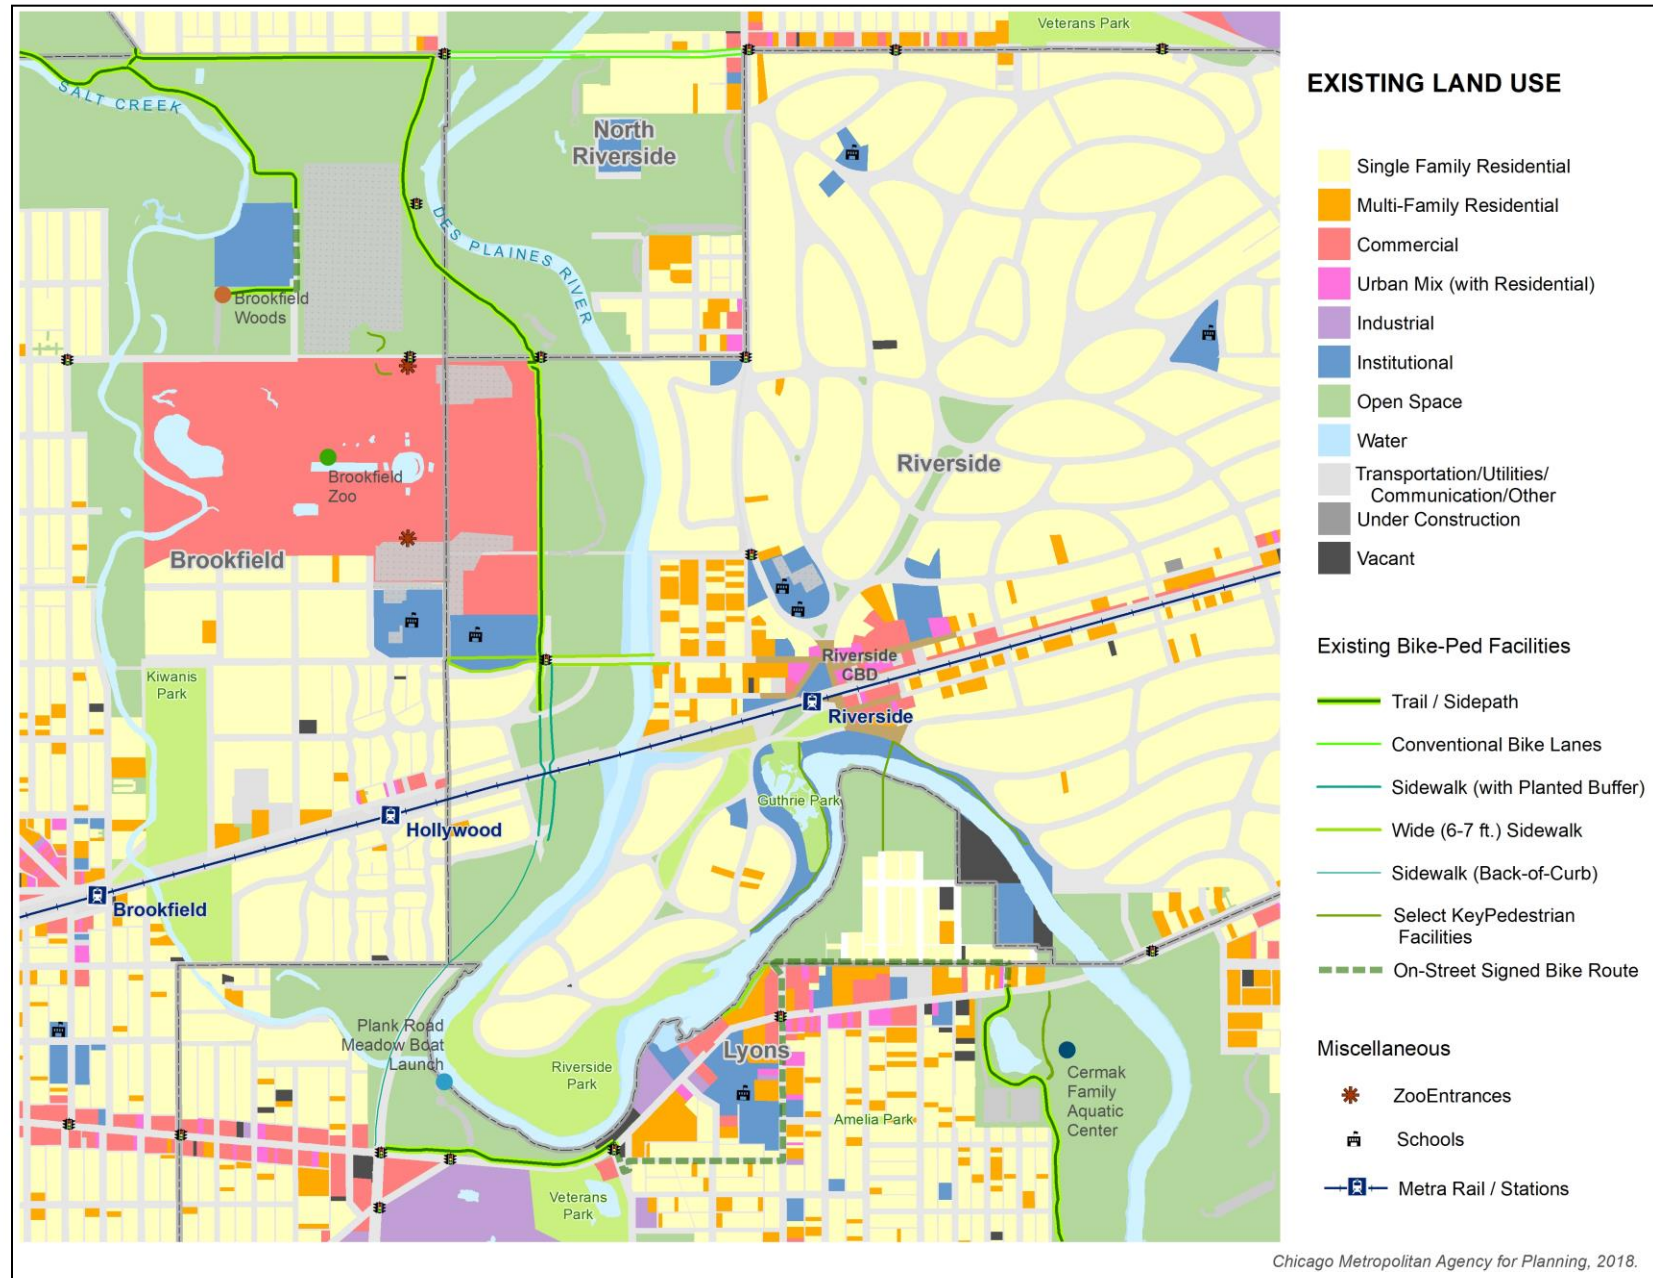 Veterans Park
SALT CREEK
North
Riverside
DES PLAINES RIVER
Brookfield
Woods
Brookfield
Zoo
Riverside
Brookfield
Kiwanis
Park
Riverside
CBD
Riverside
Guthrie Park
Hollywood
Brookfield
Plank Road
Meadow Boat
Launch
Riverside
Park
Lyons
Cermak
Family
Aquatic
Center
Amelia Park
Veterans
Park
EXISTING LAND USE
Single Family Residential
Multi-Family Residential
Commercial
Urban Mix (with Residential)
Industrial
Institutional
Open Space
Water
Transportation/Utilities/
Communication/Other
Under Construction
Vacant
Existing Bike-Ped Facilities
Trail / Sidepath
Conventional Bike Lanes
Sidewalk (with Planted Buffer)
Wide (6-7 ft.) Sidewalk
Sidewalk (Back-of-Curb)
Select KeyPedestrian
Facilities
On-Street Signed Bike Route
Miscellaneous
ZooEntrances
Schools
Metra Rail / Stations
Chicago Metropolitan Agency for Planning, 2018.